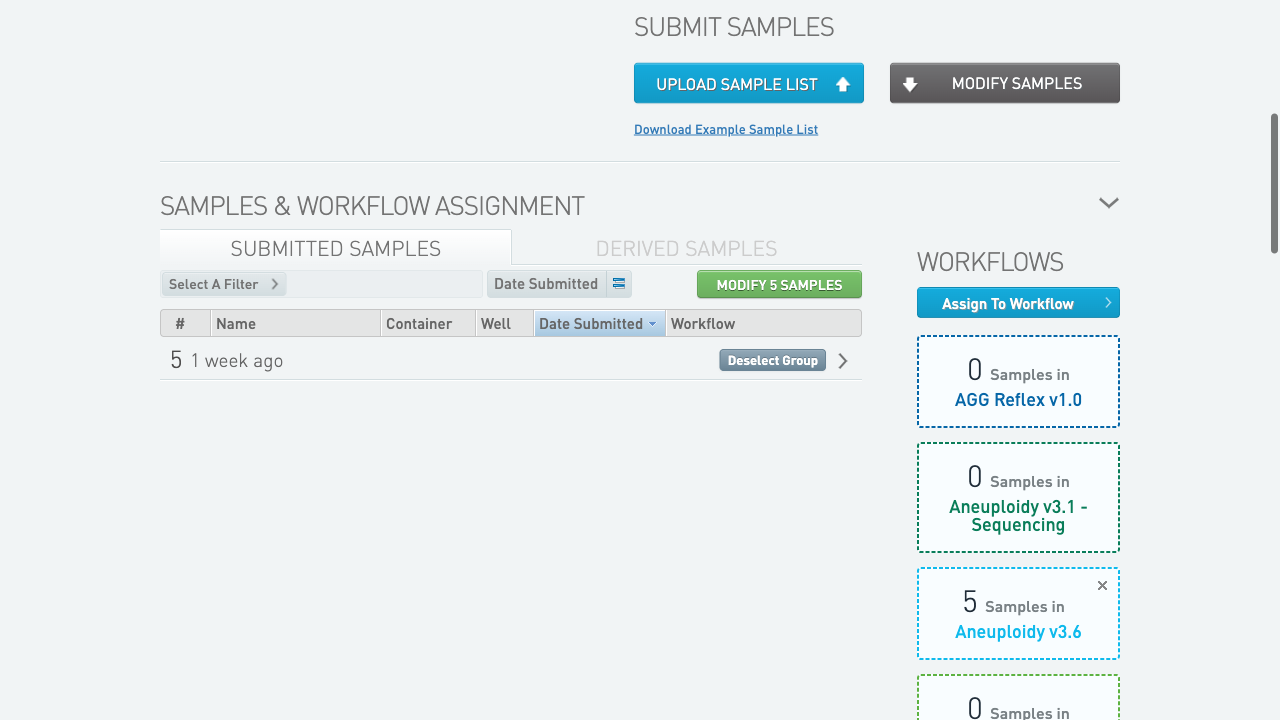 SUBMIT SAMPLES
UPLOAD SAMPLE LIST
MODIFY SAMPLES
Download Example Sample List
SAMPLES & WORKFLOW ASSIGNMENT
SUBMITTED SAMPLES
DERIVED SAMPLES
Select A Filter
Date Submitted
MODIFY 5 SAMPLES
# Name Container Well Date Submitted Workflow
5 1 week ago
Deselect Group
WORKFLOWS
Assign To Workflow
0 Samples in
AGG Reflex v1.0
0 Samples in
Aneuploidy v3.1 -
Sequencing
5 Samples in
Aneuploidy v3.6
0 Samples in